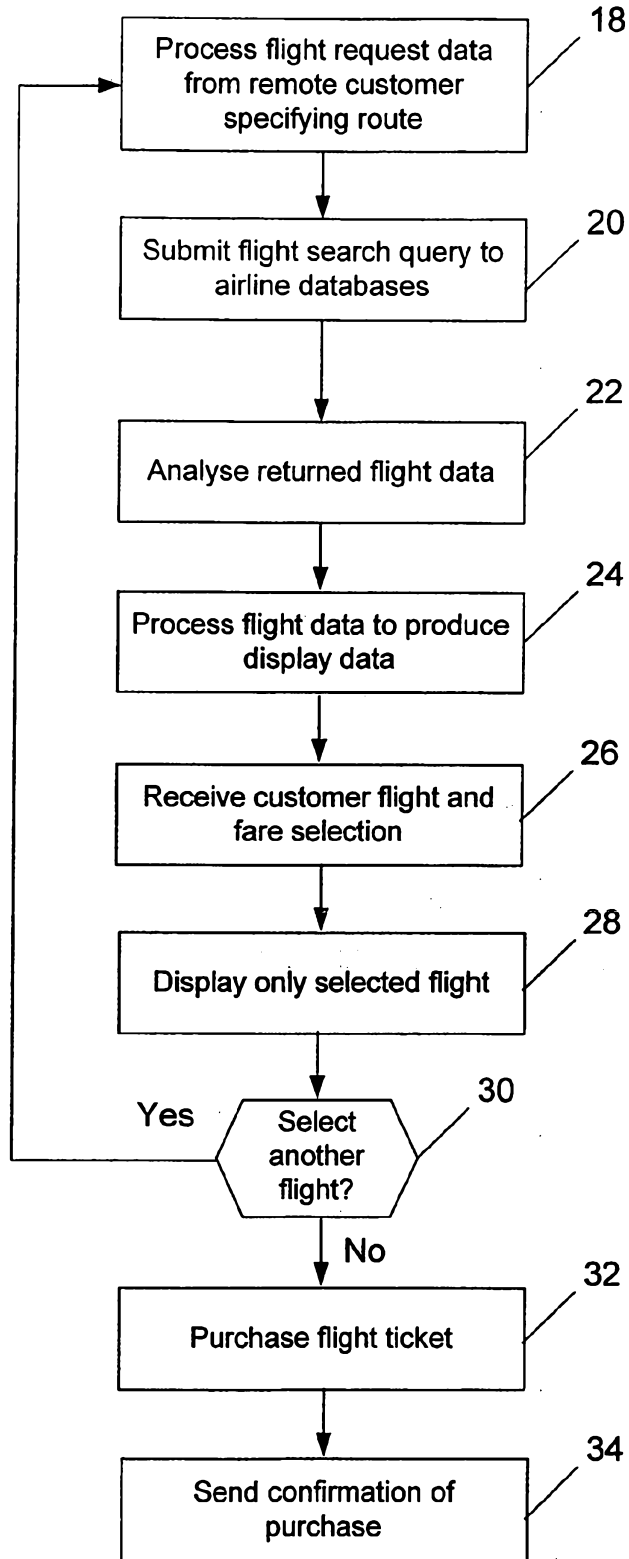 18
Process flight request data
from remote customer
specifying route
20
Submit flight search query to
airline databases
22
Analyse returned flight data
24
Process flight data to produce
display data
26
Receive customer flight and
fare selection
28
Display only selected flight
30
Yes
Select
another
flight?
No
32
Purchase flight ticket
34
Send confirmation of
purchase